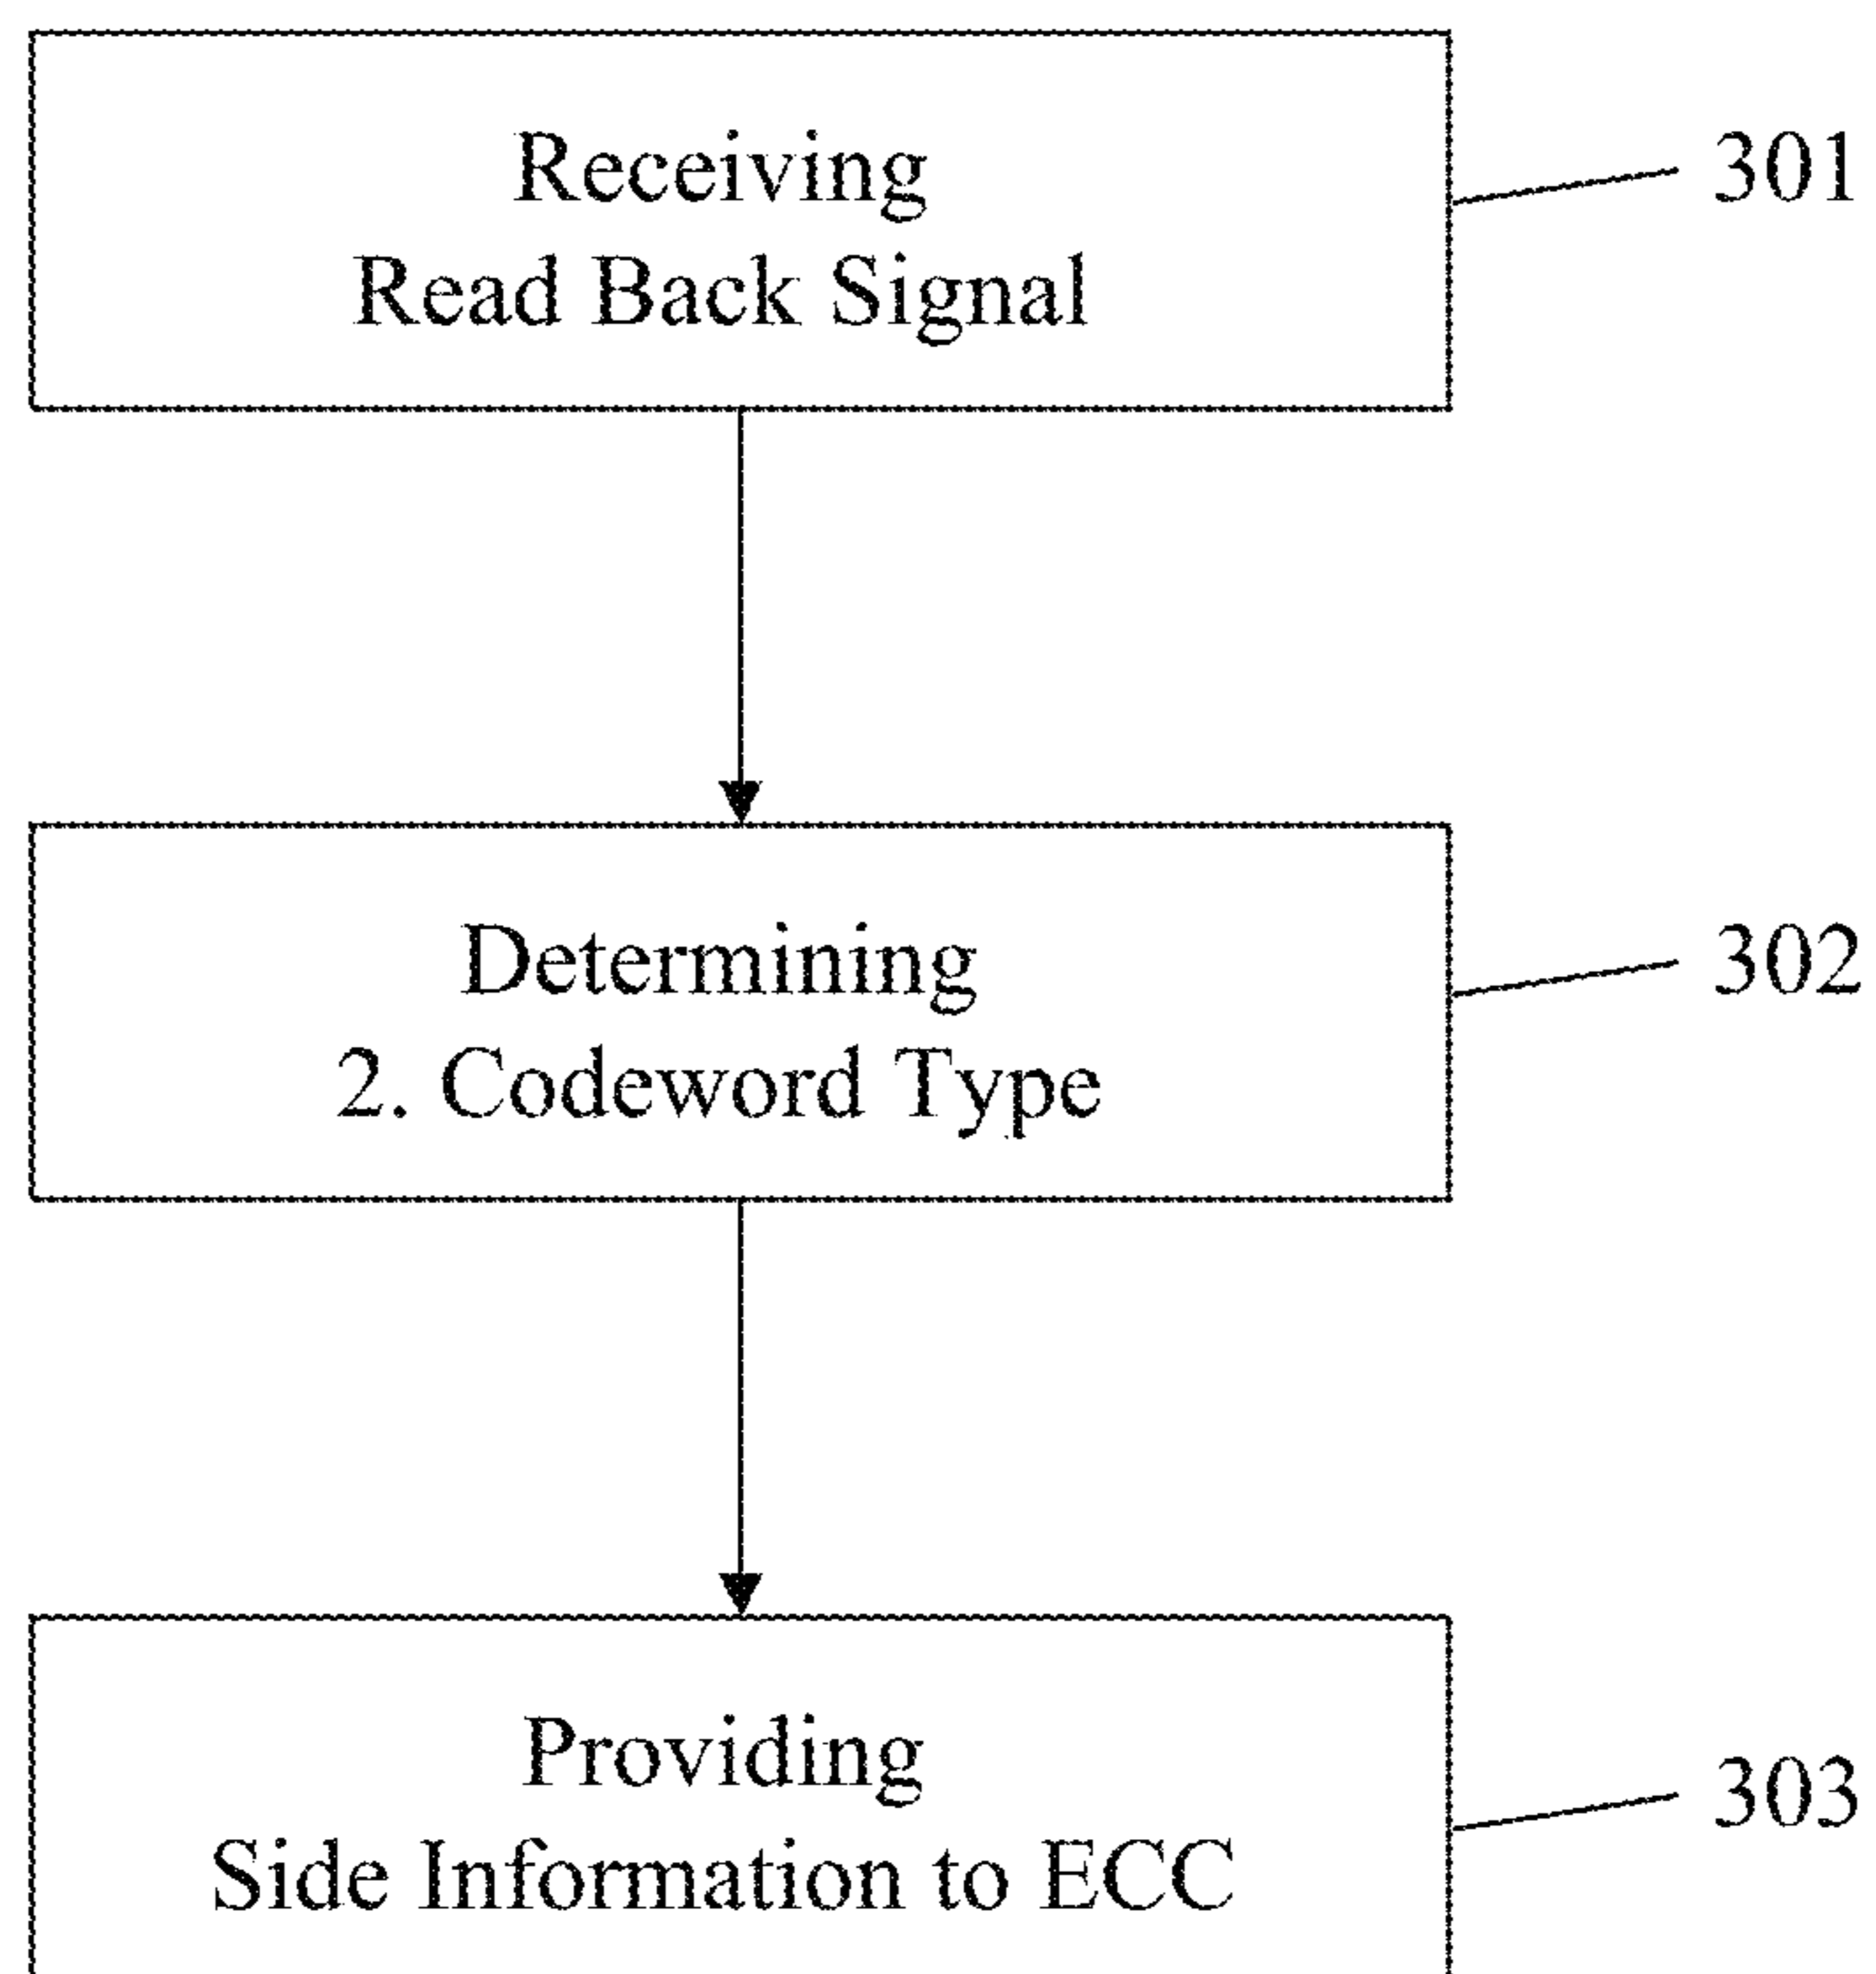 Receiving
Read Back Signal
301
Determining
2. Codeword Type
302
Providing
Side Information to ECC
303